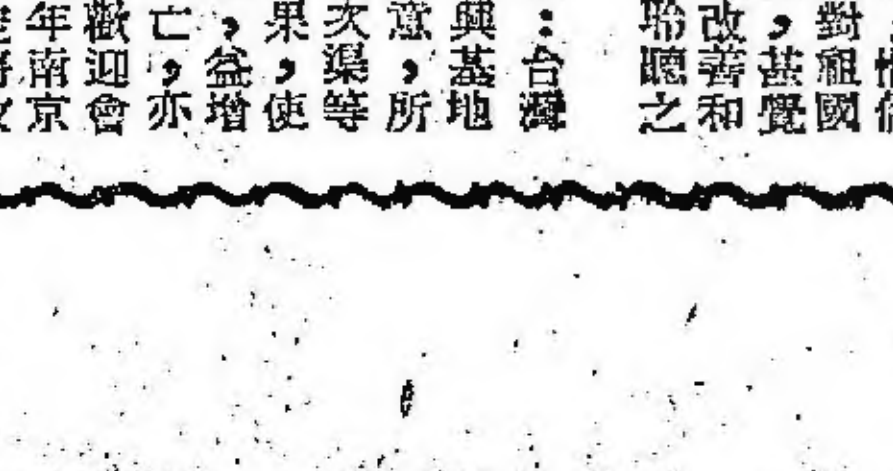 對祖國
，甚覺
改善和
聆聽之
：台灣
興基地
意，所
次渠等
果，使
，益增
亡，亦
歡迎會
年南京